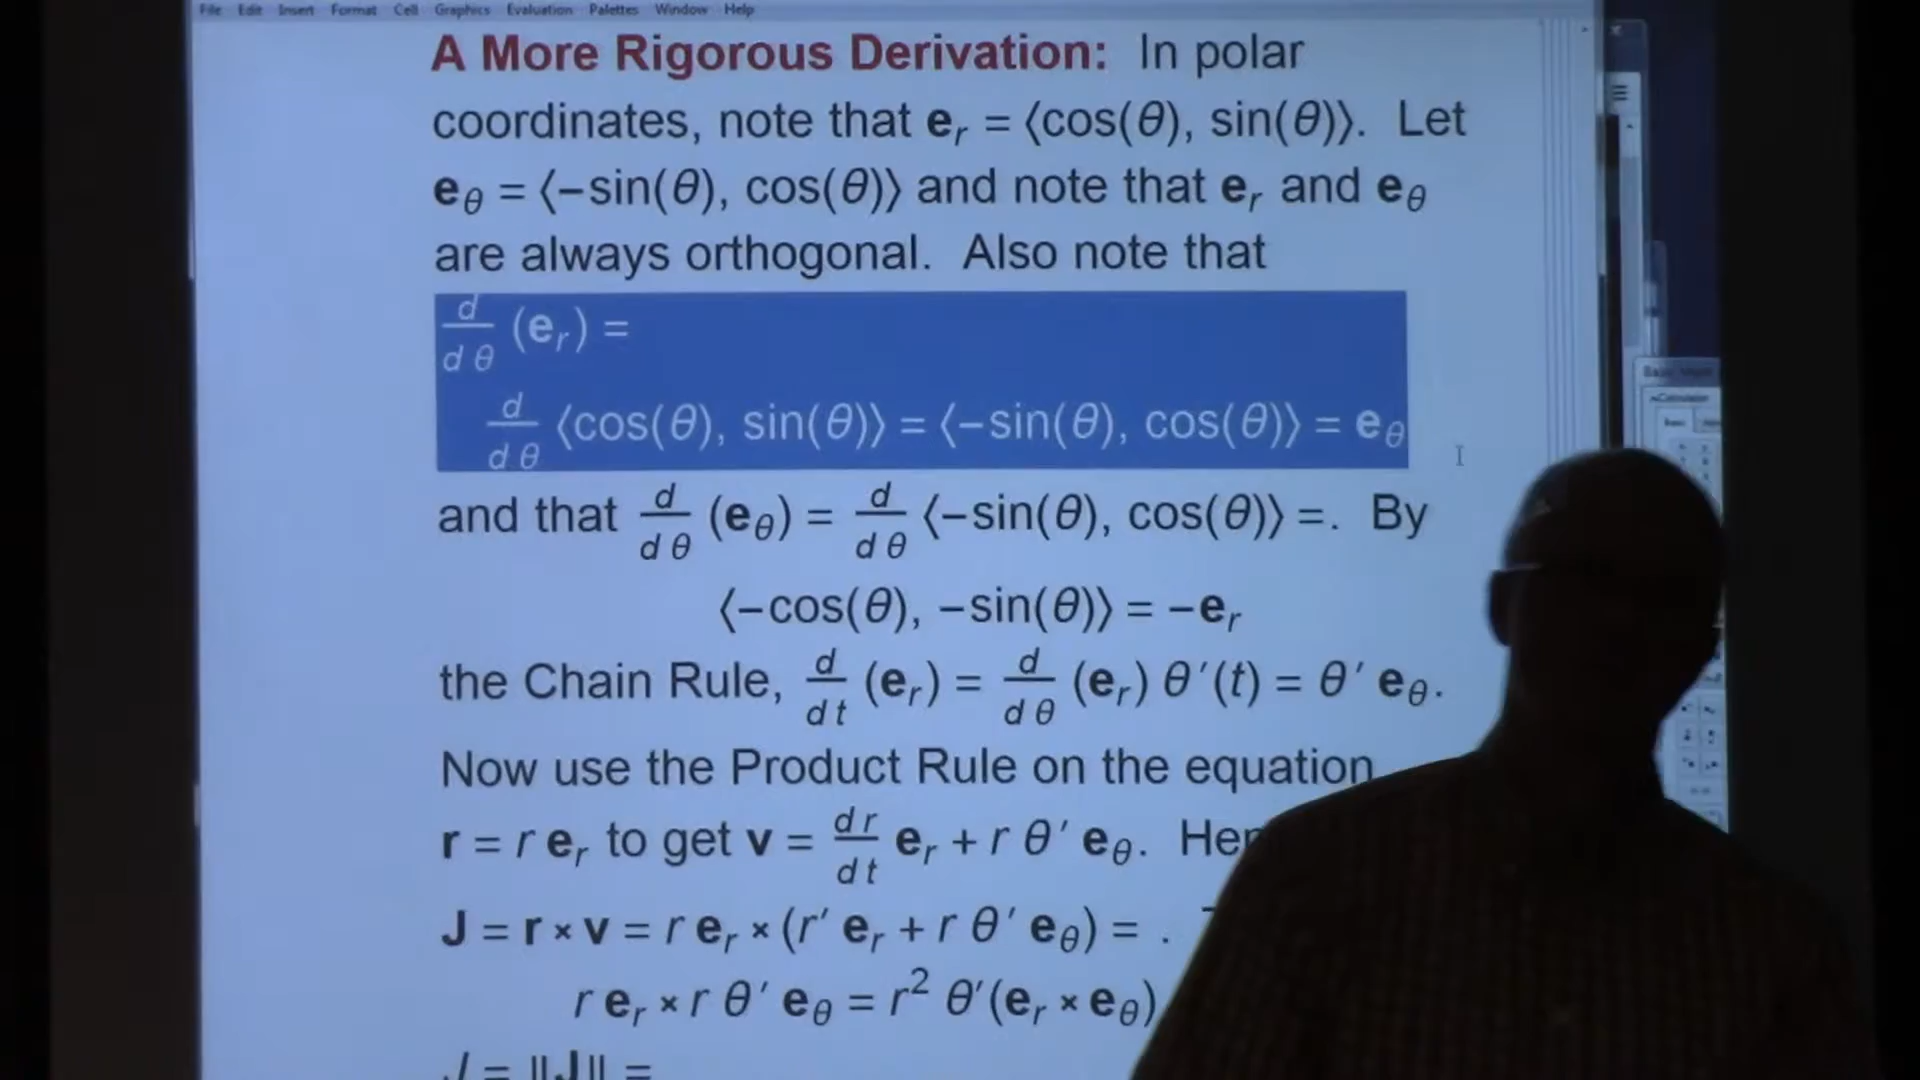 File Edit Insert Format Cell Graphics Evaluation Palettes Window Help
A More Rigorous Derivation: In polar
coordinates, note that e_r = ⟨cos(θ), sin(θ)⟩. Let
e_θ = ⟨−sin(θ), cos(θ)⟩ and note that e_r and e_θ
are always orthogonal. Also note that
d/dθ (e_r) =
d/dθ ⟨cos(θ), sin(θ)⟩ = ⟨−sin(θ), cos(θ)⟩ = e_θ
and that d/dθ (e_θ) = d/dθ ⟨−sin(θ), cos(θ)⟩ =. By
⟨−cos(θ), −sin(θ)⟩ = −e_r
the Chain Rule, d/dt (e_r) = d/dθ (e_r) θ′(t) = θ′ e_θ.
Now use the Product Rule on the equation
r = r e_r to get v = dr/dt e_r + r θ′ e_θ.
J = r × v = r e_r × (r′ e_r + r θ′ e_θ) = .
r e_r × r θ′ e_θ = r² θ′(e_r × e_θ)
J = ||J|| =